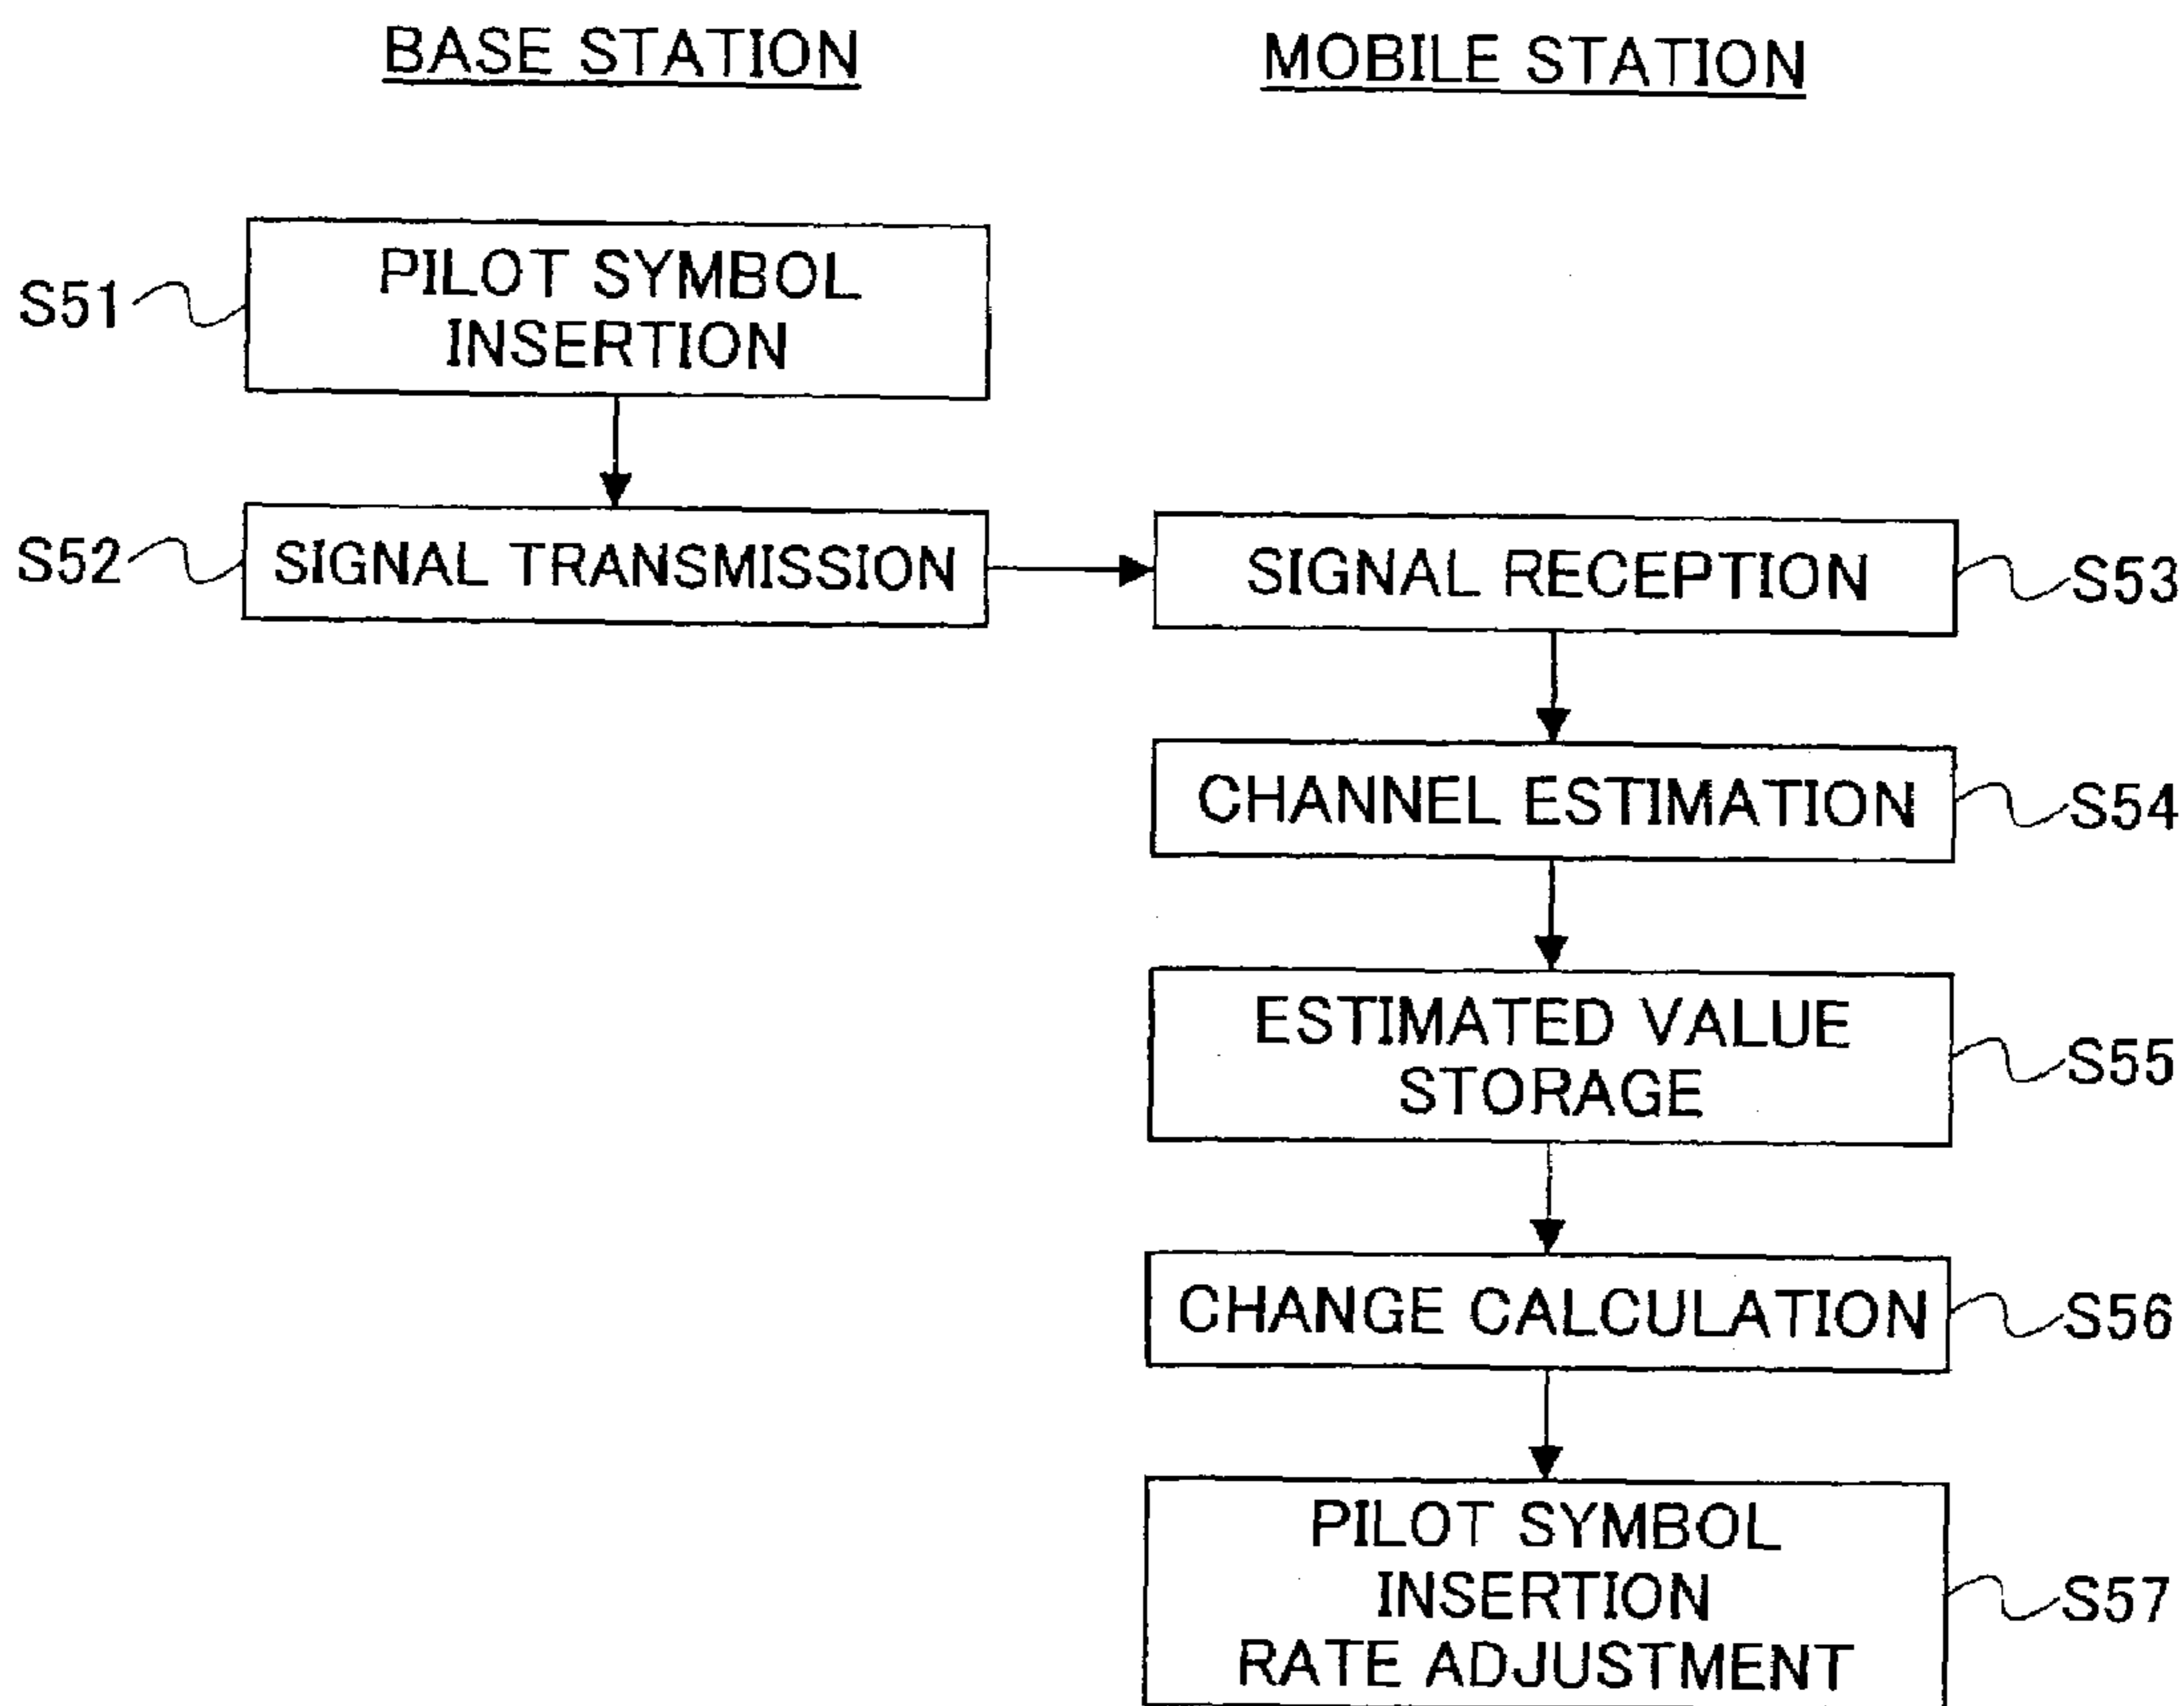 BASE STATION
MOBILE STATION
S51
PILOT SYMBOL
INSERTION
S52
SIGNAL TRANSMISSION
SIGNAL RECEPTION
S53
CHANNEL ESTIMATION
S54
ESTIMATED VALUE
STORAGE
S55
CHANGE CALCULATION
S56
PILOT SYMBOL
INSERTION
RATE ADJUSTMENT
S57